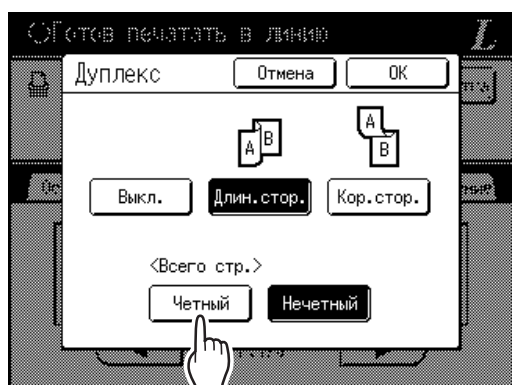 Готов печатать в линию
Дуплекс Отмена OK
A B A B
Выкл. Длин.стор. Кор.стор.
<Всего стр.>
Четный Нечетный